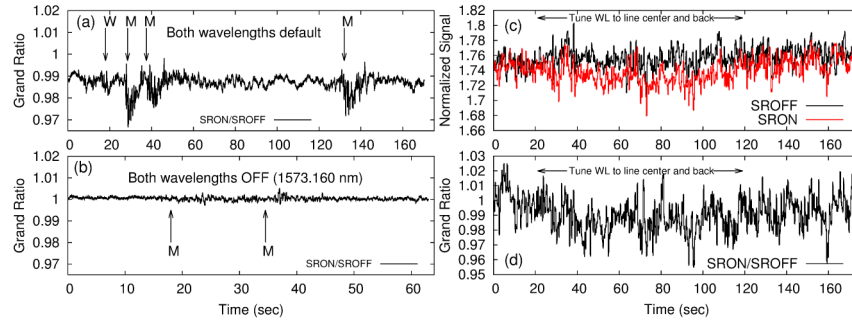 (a)
W M M
Both wavelengths default
M
Grand Ratio
1.02
1.01
1
0.99
0.98
0.97
SRON/SROFF
0 20 40 60 80 100 120 140 160
(b)
Both wavelengths OFF (1573.160 nm)
Grand Ratio
1.02
1.01
1
0.99
0.98
0.97
M M
SRON/SROFF
0 10 20 30 40 50 60
Time (sec)
(c)
Tune WL to line center and back
Normalized Signal
1.82
1.8
1.78
1.76
1.74
1.72
1.7
1.68
1.66
SROFF
SRON
0 20 40 60 80 100 120 140 160
Tune WL to line center and back
Grand Ratio
1.03
1.02
1.01
1
0.99
0.98
0.97
0.96
0.95
SRON/SROFF
(d)
0 20 40 60 80 100 120 140 160
Time (sec)